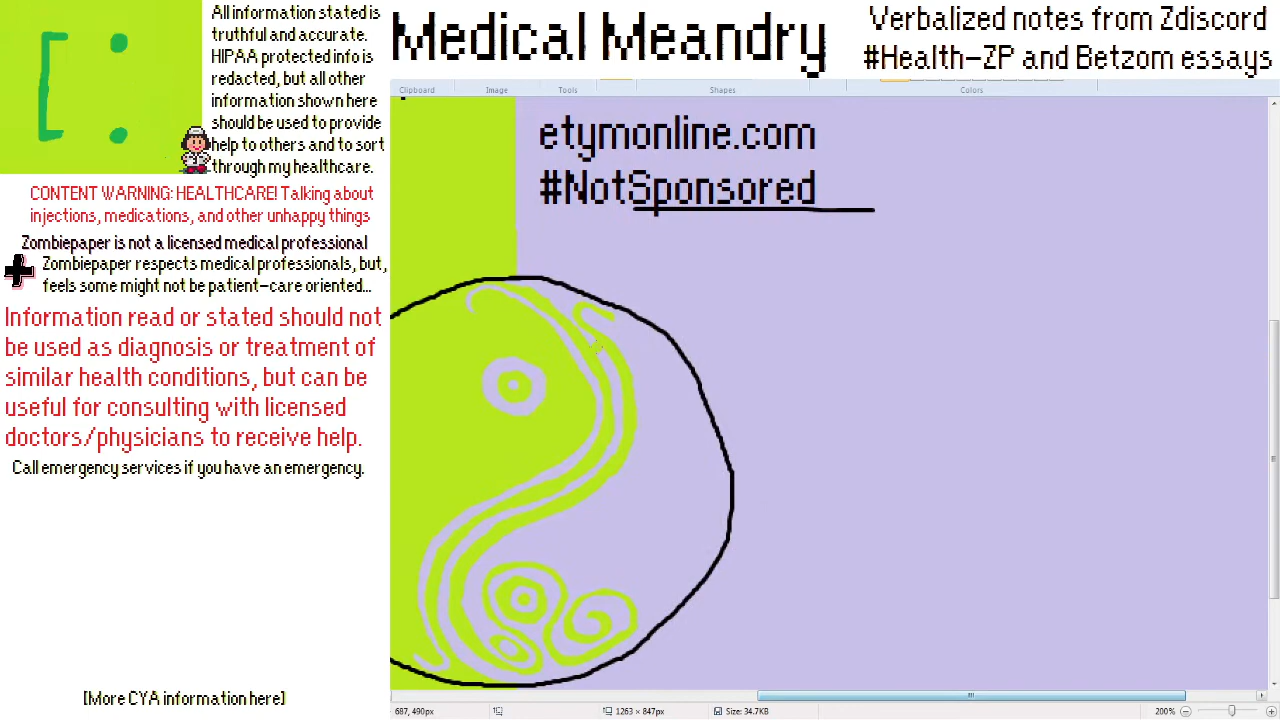 [:
All information stated is
truthful and accurate.
HIPAA protected info is
redacted, but all other
information shown here
should be used to provide
help to others and to sort
through my healthcare.
CONTENT WARNING: HEALTHCARE! Talking about
injections, medications, and other unhappy things
Zombiepaper is not a licensed medical professional
Zombiepaper respects medical professionals, but,
feels some might not be patient-care oriented...
Information read or stated should not
be used as diagnosis or treatment of
similar health conditions, but can be
useful for consulting with licensed
doctors/physicians to receive help.
Call emergency services if you have an emergency.
[More CYA information here]
Medical Meandry
Verbalized notes from Zdiscord
#Health-ZP and Betzom essays
Clipboard Image Tools Shapes Colors
etymonline.com
#NotSponsored
687, 490px 1263 × 847px Size: 34.7KB 200%